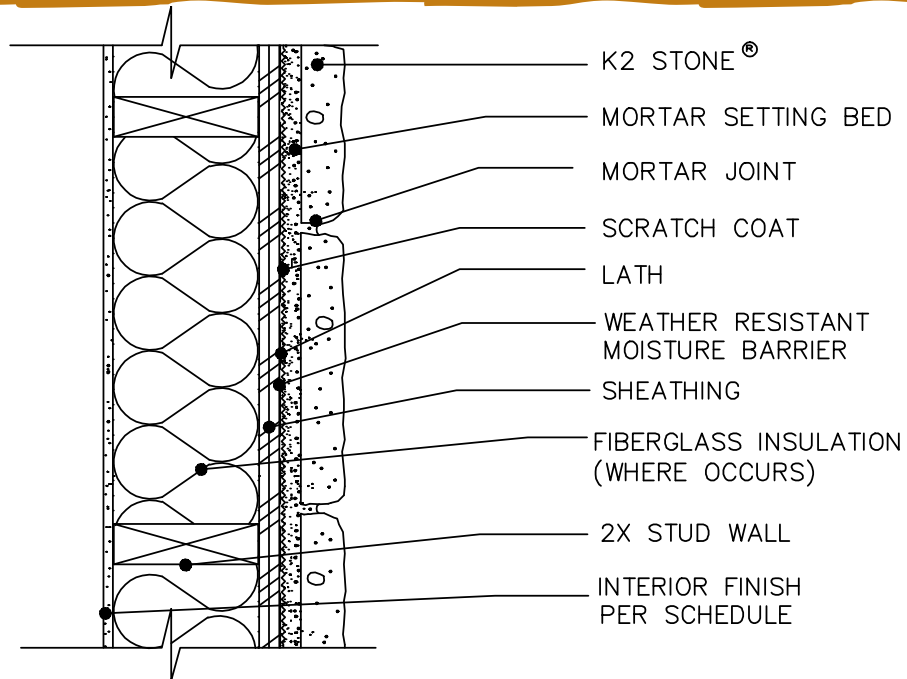 K2 STONE®
MORTAR SETTING BED
MORTAR JOINT
SCRATCH COAT
LATH
WEATHER RESISTANT
MOISTURE BARRIER
SHEATHING
FIBERGLASS INSULATION
(WHERE OCCURS)
2X STUD WALL
INTERIOR FINISH
PER SCHEDULE